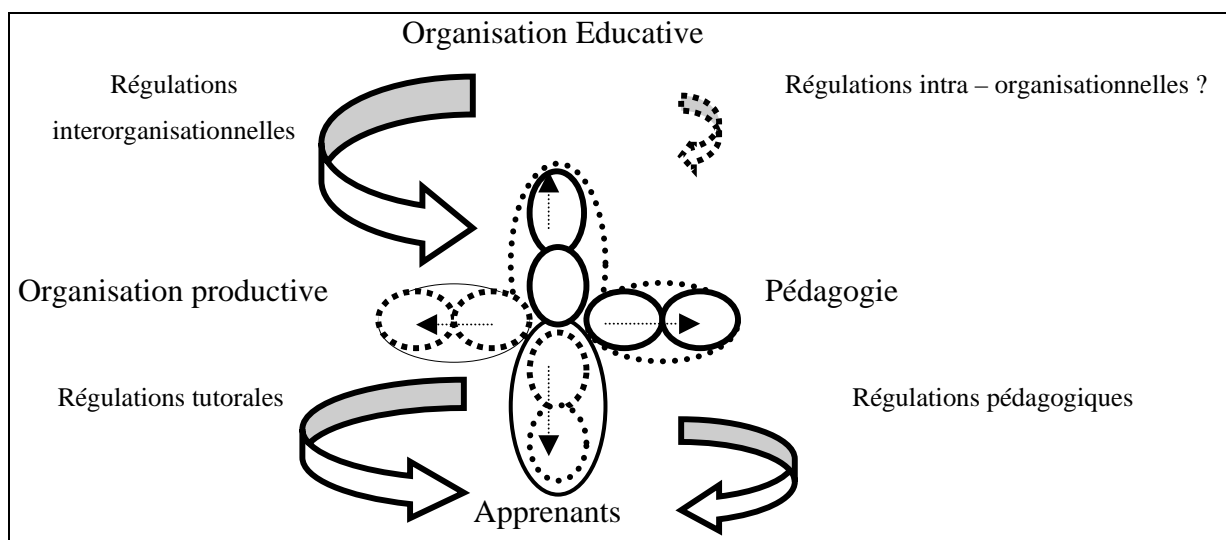 Organisation Educative
Régulations
interorganisationnelles
Régulations intra – organisationnelles ?
Organisation productive
Pédagogie
Régulations tutorales
Régulations pédagogiques
Apprenants